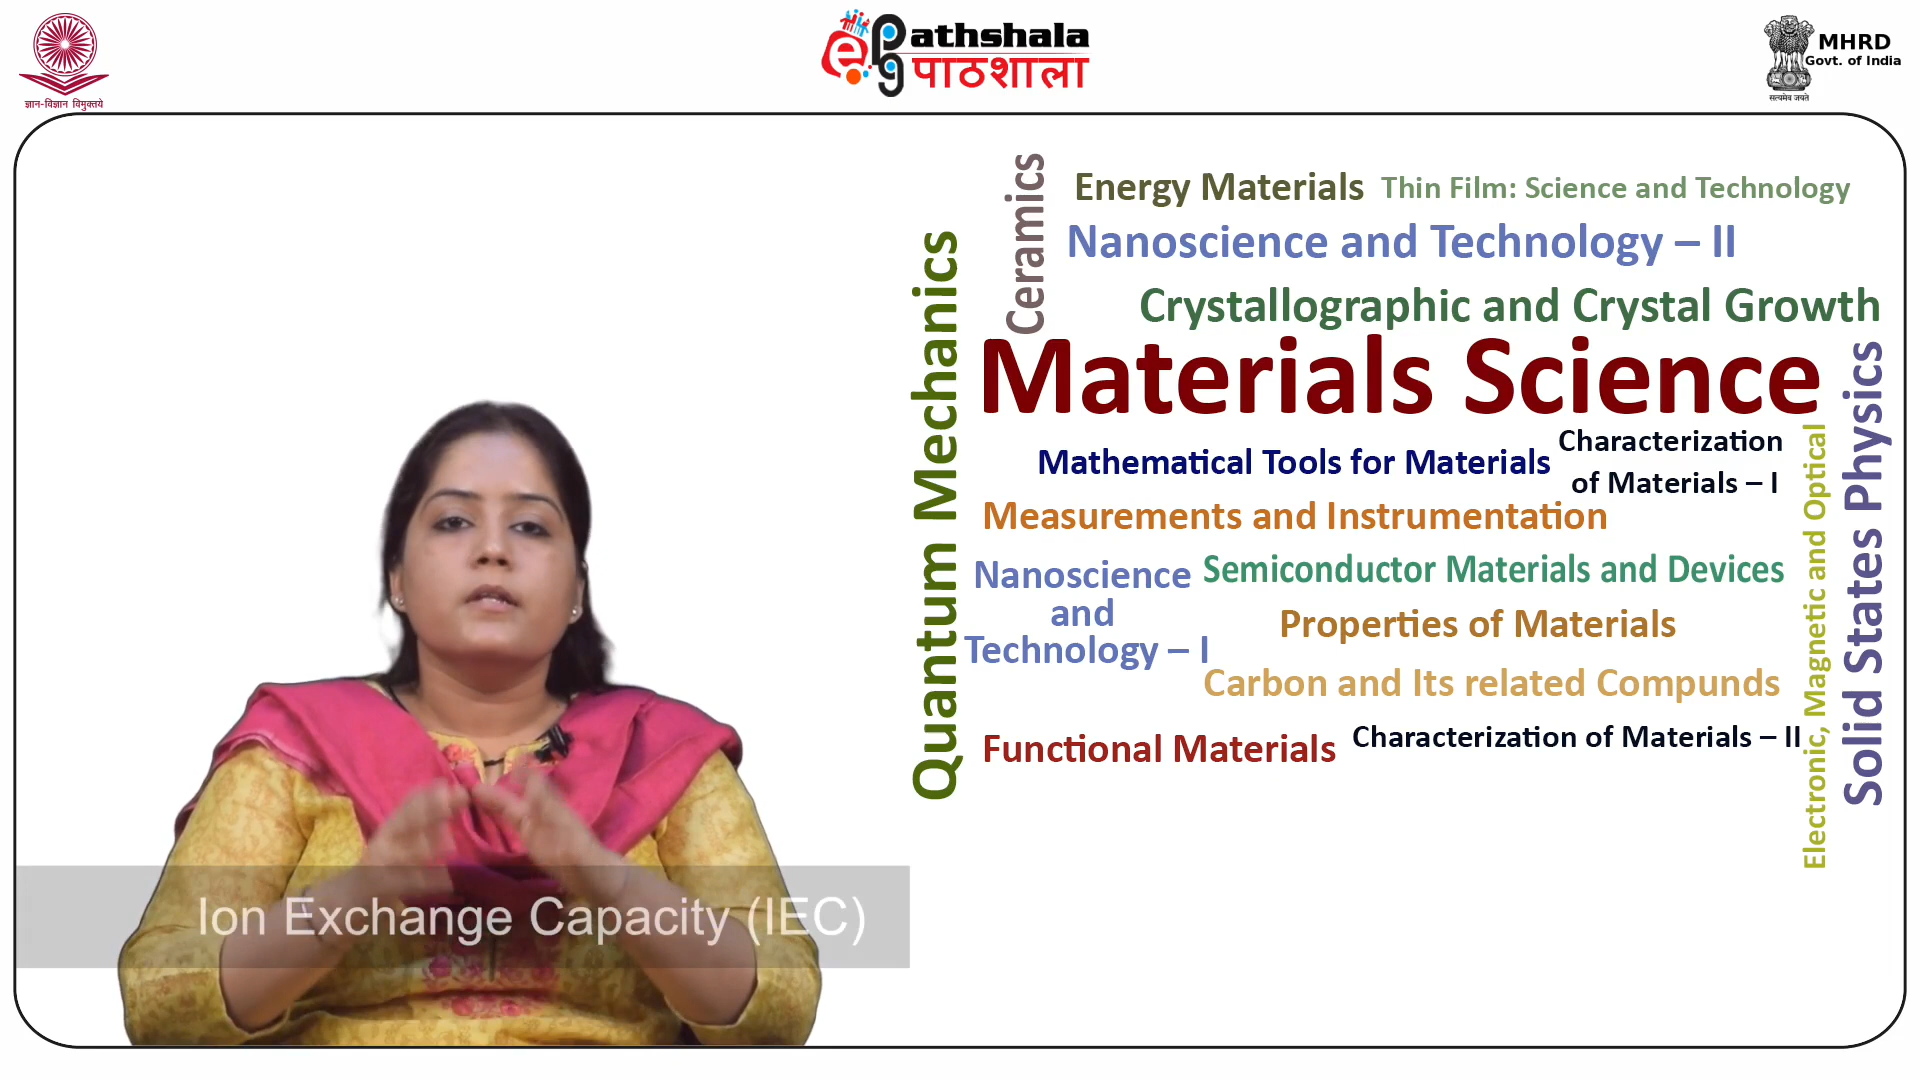 ज्ञान-विज्ञान विमुक्तये
ePathshala
पाठशाला
MHRD
Govt. of India
सत्यमेव जयते
Ceramics
Energy Materials
Thin Film: Science and Technology
Nanoscience and Technology – II
Crystallographic and Crystal Growth
Quantum Mechanics
Materials Science
Solid States Physics
Mathematical Tools for Materials
Characterization
of Materials – I
Electronic, Magnetic and Optical
Measurements and Instrumentation
Nanoscience
and
Technology – I
Semiconductor Materials and Devices
Properties of Materials
Carbon and Its related Compunds
Functional Materials
Characterization of Materials – II
Ion Exchange Capacity (IEC)